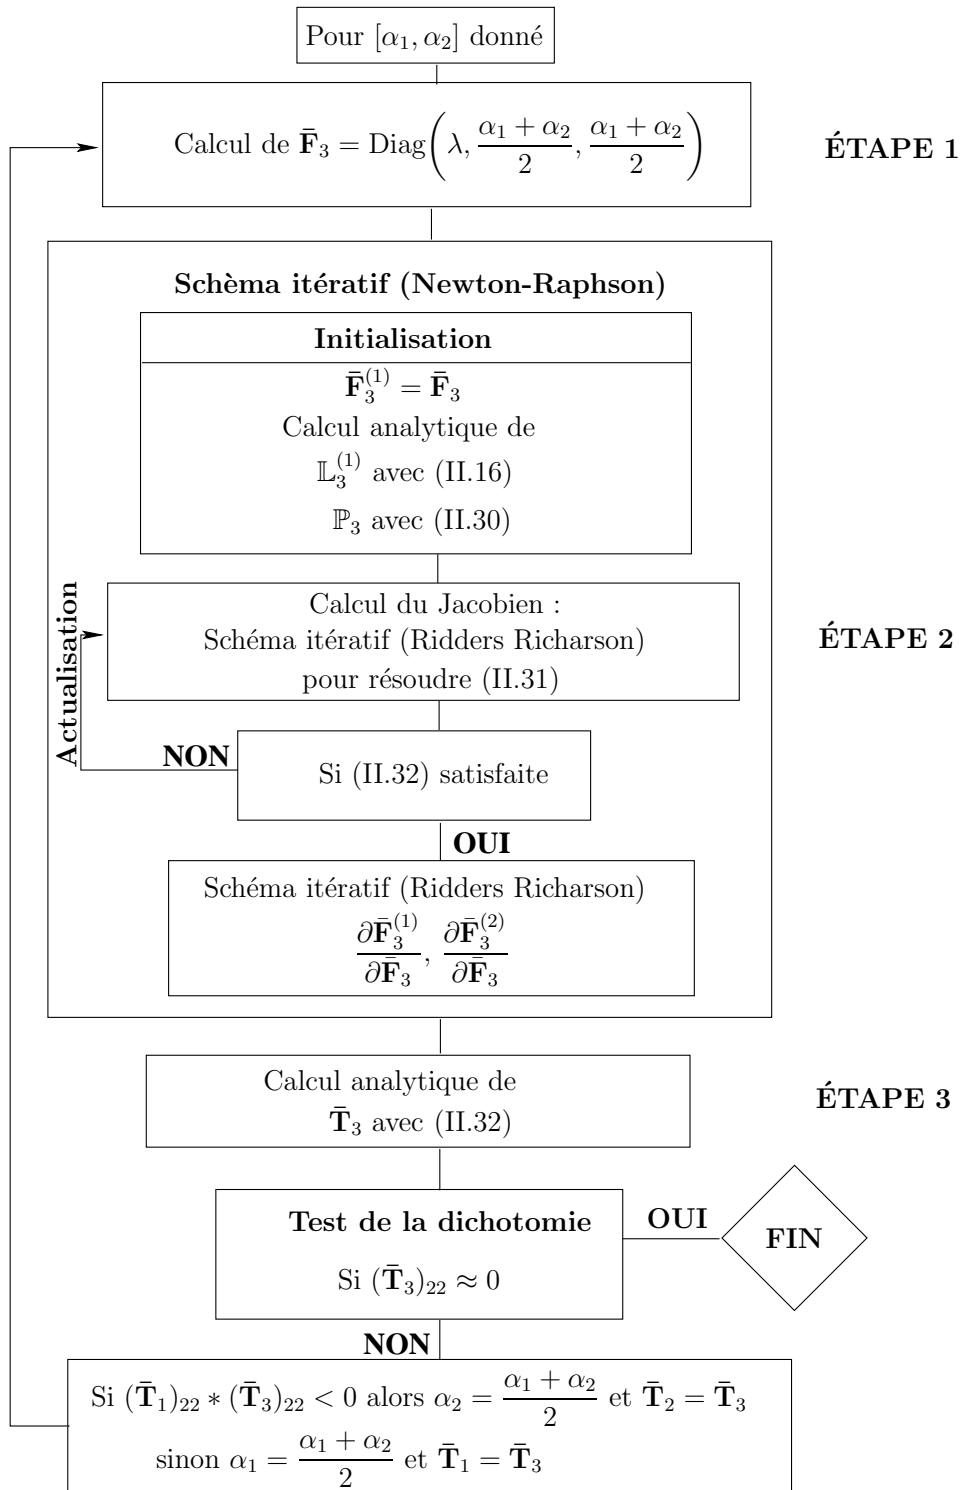 Pour [α₁, α₂] donné
Calcul de F̄₃ = Diag(λ, (α₁ + α₂)/2, (α₁ + α₂)/2)
ÉTAPE 1
Schèma itératif (Newton-Raphson)
Initialisation
F̄₃⁽¹⁾ = F̄₃
Calcul analytique de
𝕃₃⁽¹⁾ avec (II.16)
ℙ₃ avec (II.30)
Calcul du Jacobien :
Schéma itératif (Ridders Richarson)
pour résoudre (II.31)
ÉTAPE 2
Actualisation
NON
Si (II.32) satisfaite
OUI
Schéma itératif (Ridders Richarson)
∂F̄₃⁽¹⁾/∂F̄₃, ∂F̄₃⁽²⁾/∂F̄₃
Calcul analytique de
T̄₃ avec (II.32)
ÉTAPE 3
Test de la dichotomie
Si (T̄₃)₂₂ ≈ 0
OUI
FIN
NON
Si (T̄₁)₂₂ ∗ (T̄₃)₂₂ < 0 alors α₂ = (α₁ + α₂)/2 et T̄₂ = T̄₃
sinon α₁ = (α₁ + α₂)/2 et T̄₁ = T̄₃